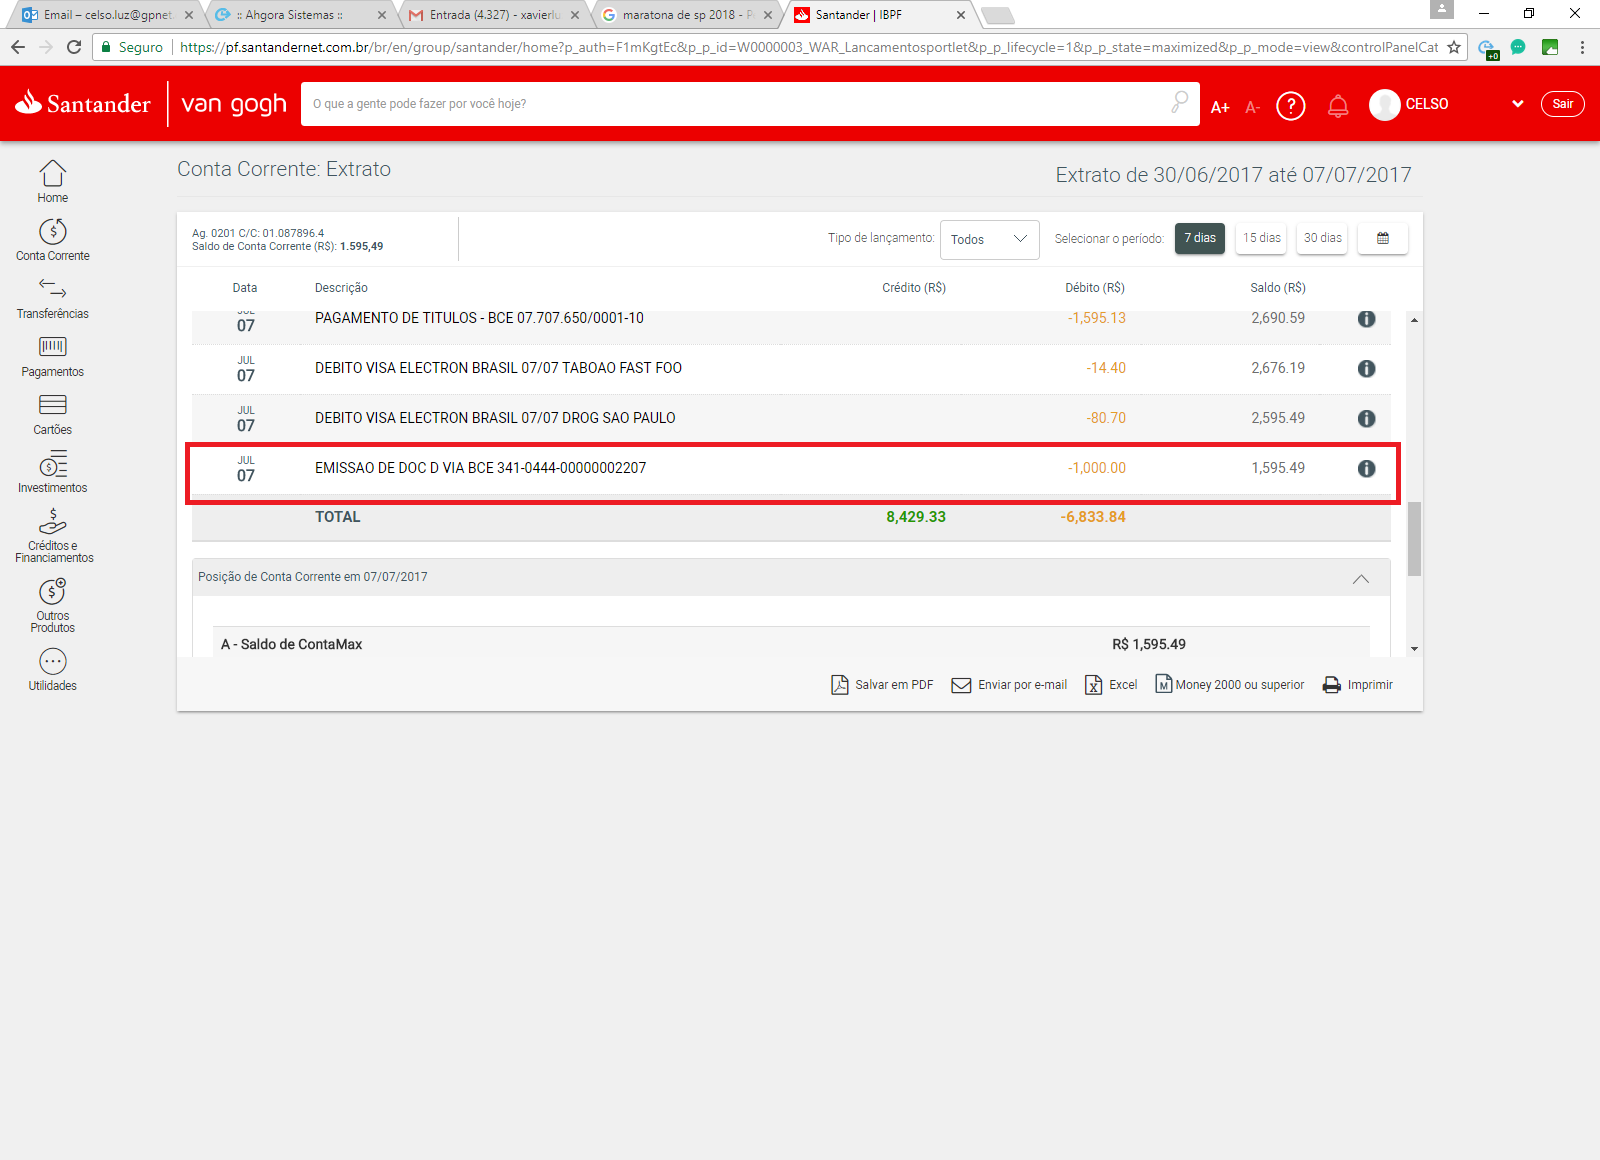 Email – celso.luz@gpnet.
:: Ahgora Sistemas ::
Entrada (4.327) - xavierlu
maratona de sp 2018 - P
Santander | IBPF
Seguro
https://pf.santandernet.com.br/br/en/group/santander/home?p_auth=F1mKgtEc&p_p_id=W0000003_WAR_Lancamentosportlet&p_p_lifecycle=1&p_p_state=maximized&p_p_mode=view&controlPanelCat
+0
Santander
van gogh
O que a gente pode fazer por você hoje?
A+
A-
?
CELSO
Sair
Home
Conta Corrente
Transferências
Pagamentos
Cartões
Investimentos
Créditos e
Financiamentos
Outros
Produtos
Utilidades
Conta Corrente: Extrato
Extrato de 30/06/2017 até 07/07/2017
Ag. 0201 C/C: 01.087896.4
Saldo de Conta Corrente (R$): 1.595,49
Tipo de lançamento:
Todos
Selecionar o período:
7 dias
15 dias
30 dias
Data Descrição Crédito (R$) Débito (R$) Saldo (R$)
JUL
07 PAGAMENTO DE TITULOS - BCE 07.707.650/0001-10 -1,595.13 2,690.59
JUL
07 DEBITO VISA ELECTRON BRASIL 07/07 TABOAO FAST FOO -14.40 2,676.19
JUL
07 DEBITO VISA ELECTRON BRASIL 07/07 DROG SAO PAULO -80.70 2,595.49
JUL
07 EMISSAO DE DOC D VIA BCE 341-0444-00000002207 -1,000.00 1,595.49
TOTAL 8,429.33 -6,833.84
Posição de Conta Corrente em 07/07/2017
A - Saldo de ContaMax R$ 1,595.49
Salvar em PDF
Enviar por e-mail
Excel
Money 2000 ou superior
Imprimir